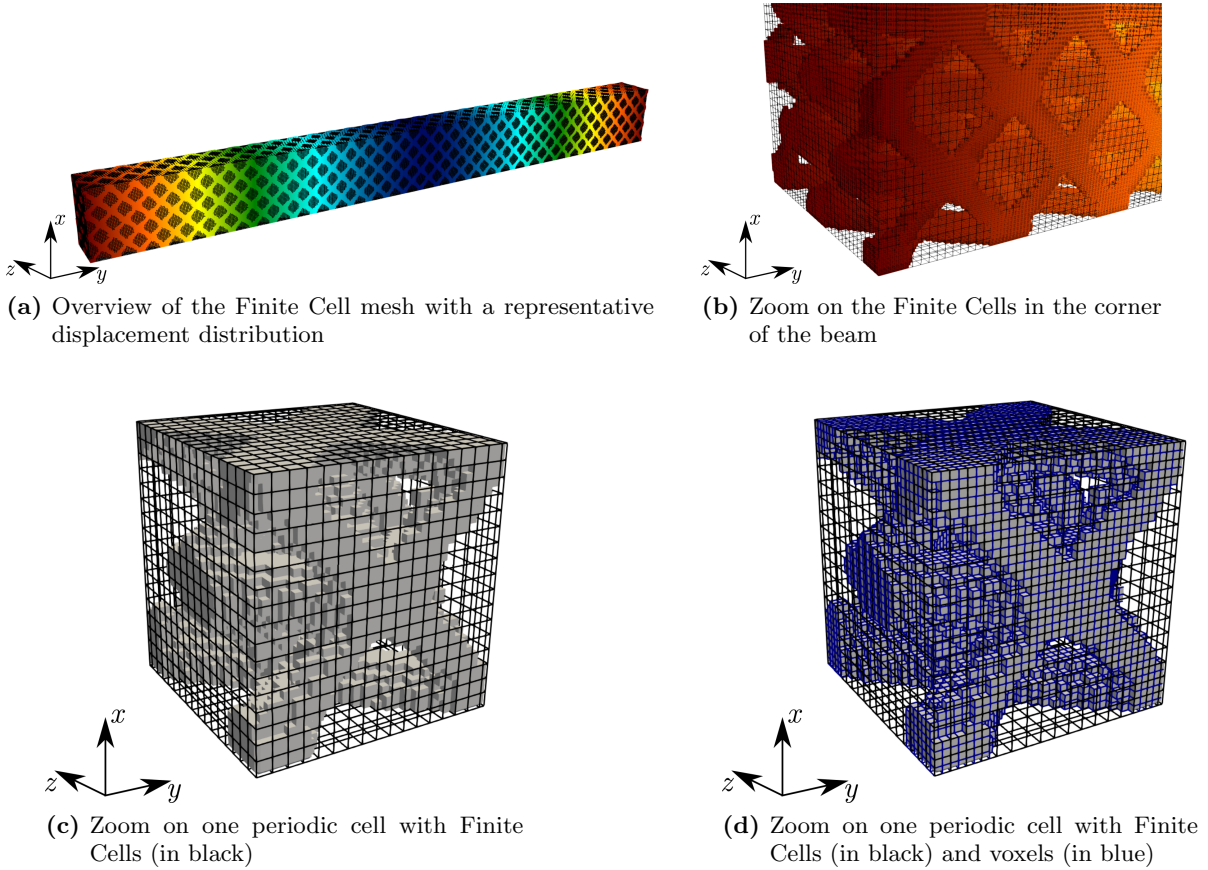 x
z
y
(a) Overview of the Finite Cell mesh with a representative
displacement distribution
x
z
y
(b) Zoom on the Finite Cells in the corner
of the beam
x
z
y
(c) Zoom on one periodic cell with Finite
Cells (in black)
x
z
y
(d) Zoom on one periodic cell with Finite
Cells (in black) and voxels (in blue)